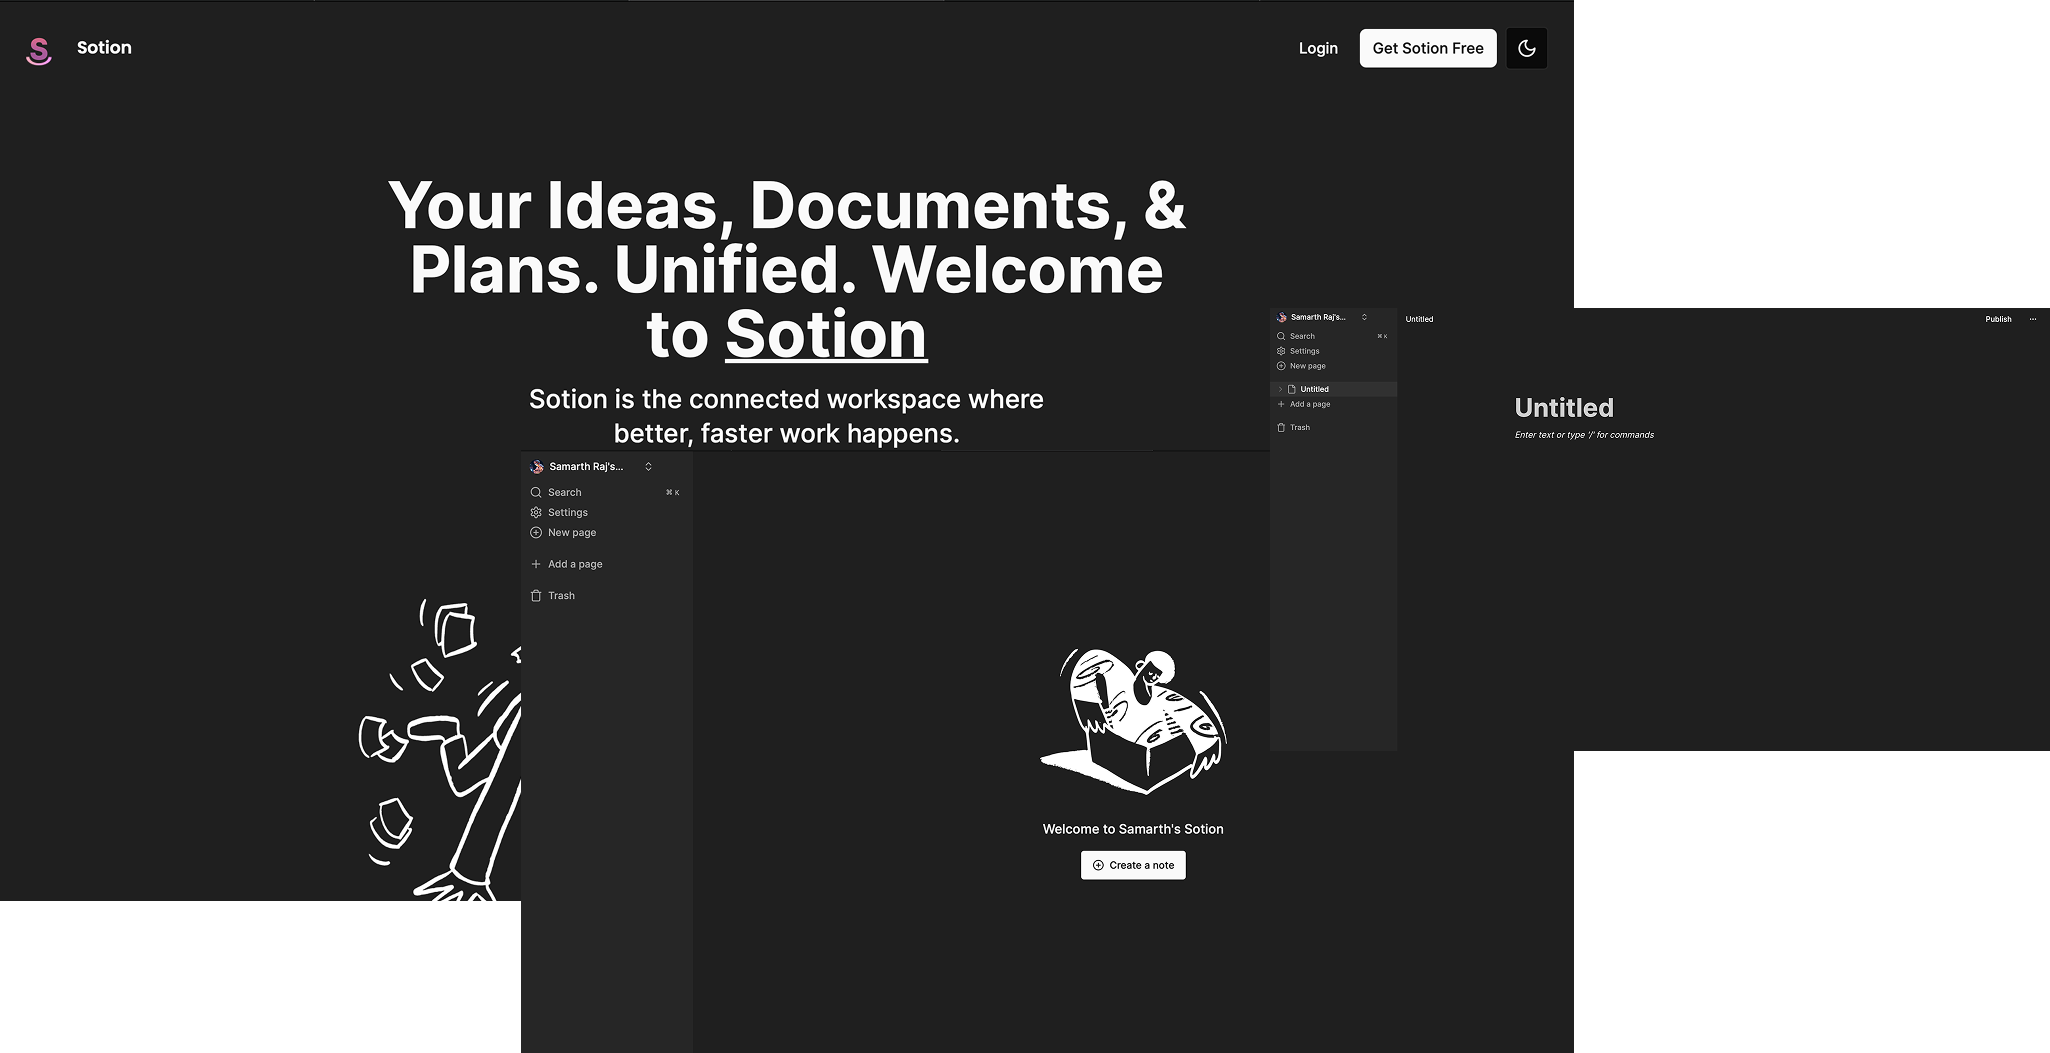 Sotion
Login
Get Sotion Free
Your Ideas, Documents, &
Plans. Unified. Welcome
to Sotion
Sotion is the connected workspace where
better, faster work happens.
Samarth Raj's...
Search ⌘ K
Settings
New page
Add a page
Trash
Welcome to Samarth's Sotion
Create a note
Samarth Raj's...
Search ⌘ K
Settings
New page
Untitled
Add a page
Trash
Untitled
Publish
Untitled
Enter text or type '/' for commands